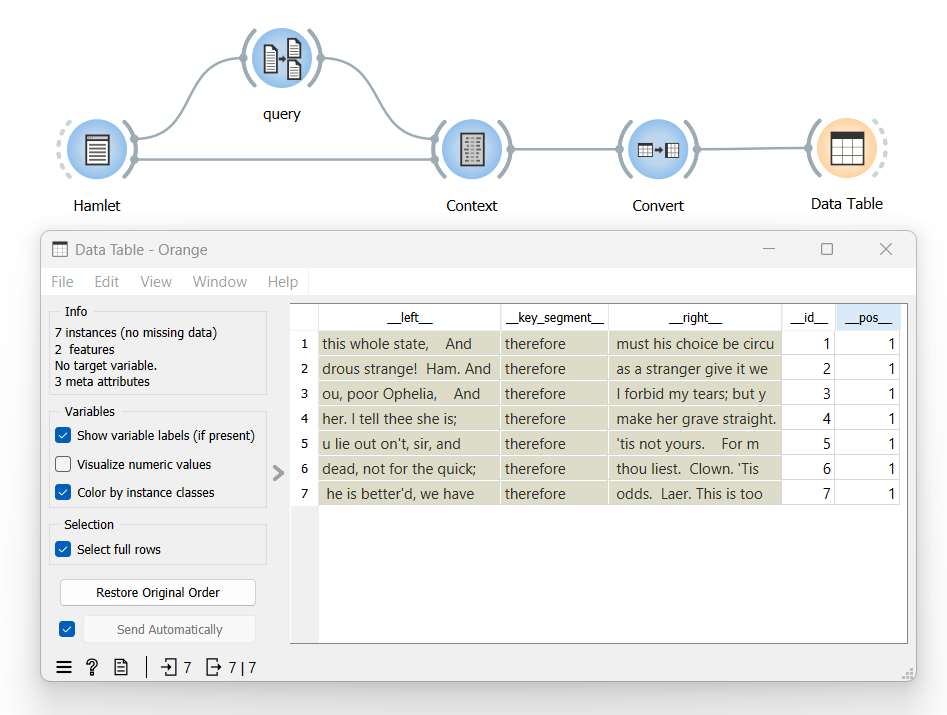 query
Hamlet
Context
Convert
Data Table
Data Table - Orange
File Edit View Window Help
Info
7 instances (no missing data)
2 features
No target variable.
3 meta attributes
Variables
Show variable labels (if present)
Visualize numeric values
Color by instance classes
Selection
Select full rows
Restore Original Order
Send Automatically
7 7 | 7
__left__ __key_segment__ __right__ __id__ __pos__
1 this whole state, And therefore must his choice be circu 1 1
2 drous strange! Ham. And therefore as a stranger give it we 2 1
3 ou, poor Ophelia, And therefore I forbid my tears; but y 3 1
4 her. I tell thee she is; therefore make her grave straight. 4 1
5 u lie out on't, sir, and therefore 'tis not yours. For m 5 1
6 dead, not for the quick; therefore thou liest. Clown. 'Tis 6 1
7 he is better'd, we have therefore odds. Laer. This is too 7 1